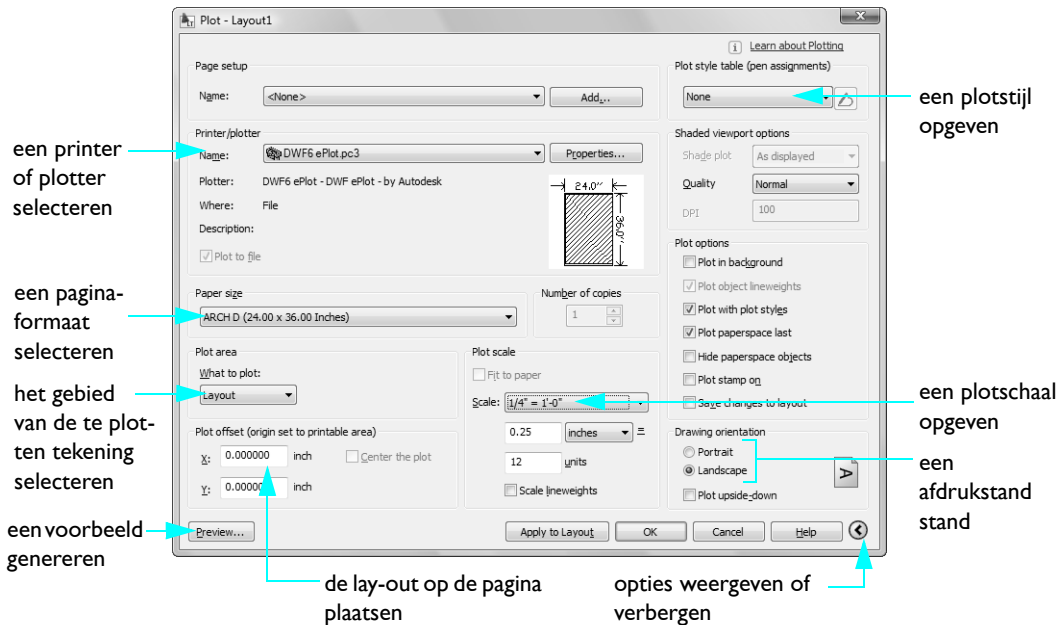 Plot - Layout1
Learn about Plotting
Page setup
Name:
<None>
Add...
Plot style table (pen assignments)
None
een plotstijl
opgeven
Printer/plotter
Name:
DWF6 ePlot.pc3
Properties...
Plotter:
DWF6 ePlot - DWF ePlot - by Autodesk
Where:
File
Description:
Plot to file
24.0''
36.0''
een printer
of plotter
selecteren
Shaded viewport options
Shade plot
As displayed
Quality
Normal
DPI
100
Plot options
Plot in background
Plot object lineweights
Plot with plot styles
Plot paperspace last
Hide paperspace objects
Plot stamp on
Save changes to layout
een pagina-
formaat
selecteren
Paper size
ARCH D (24.00 x 36.00 Inches)
Number of copies
1
Plot area
What to plot:
Layout
het gebied
van de te plot-
ten tekening
selecteren
Plot scale
Fit to paper
Scale:
1/4" = 1'-0"
0.25
inches
=
12
units
Scale lineweights
een plotschaal
opgeven
Plot offset (origin set to printable area)
X:
0.000000
inch
Center the plot
Y:
0.00000
inch
Drawing orientation
Portrait
Landscape
Plot upside-down
A
een
afdrukstand
stand
een voorbeeld
genereren
Preview...
Apply to Layout
OK
Cancel
Help
de lay-out op de pagina
plaatsen
opties weergeven of
verbergen